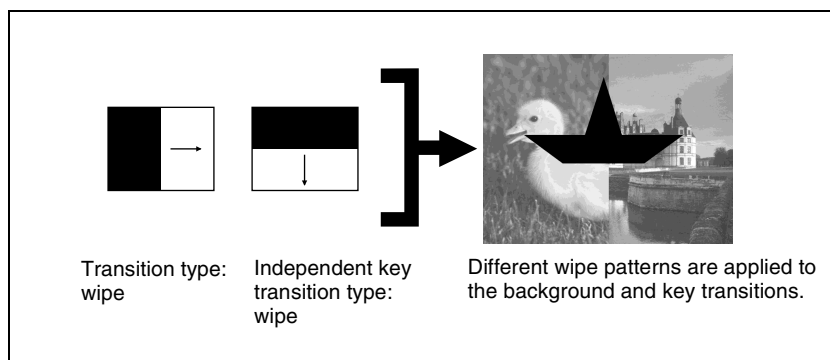 Transition type:
wipe
Independent key
transition type:
wipe
Different wipe patterns are applied to
the background and key transitions.